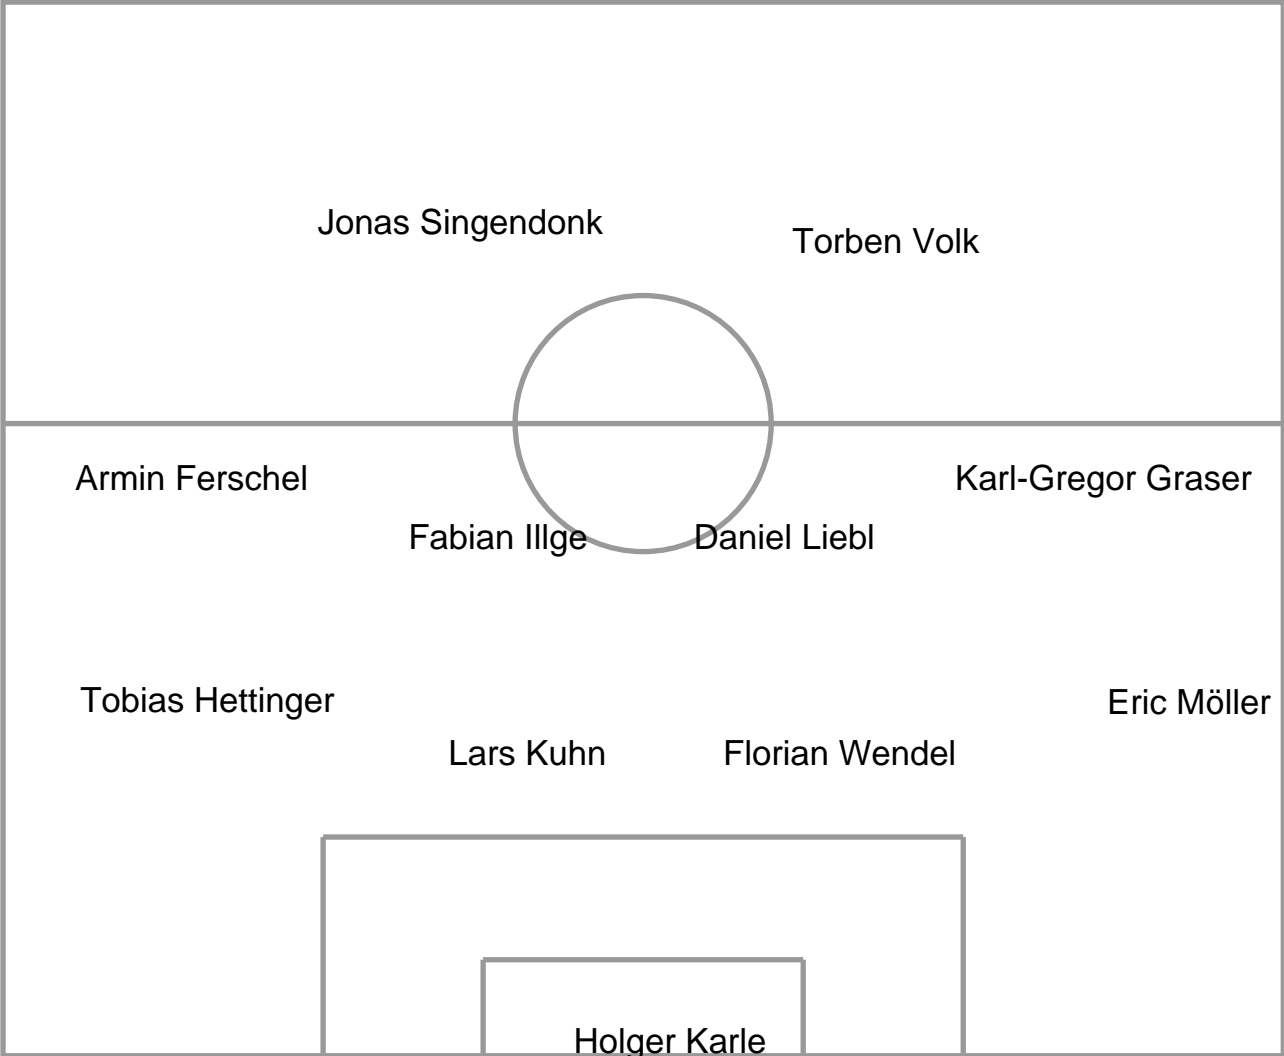 Jonas Singendonk
Torben Volk
Armin Ferschel
Karl-Gregor Graser
Fabian Illge
Daniel Liebl
Tobias Hettinger
Eric Möller
Lars Kuhn
Florian Wendel
Holger Karle